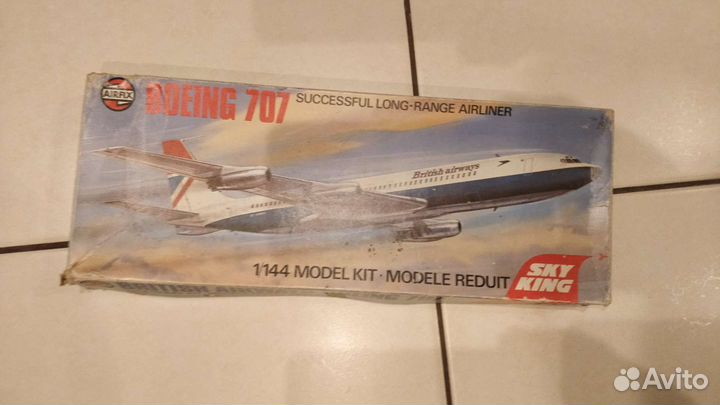 AIRFIX
BOEING 707
SUCCESSFUL LONG-RANGE AIRLINER
British airways
1/144 MODEL KIT · MODELE REDUIT
SKY
KING
Avito